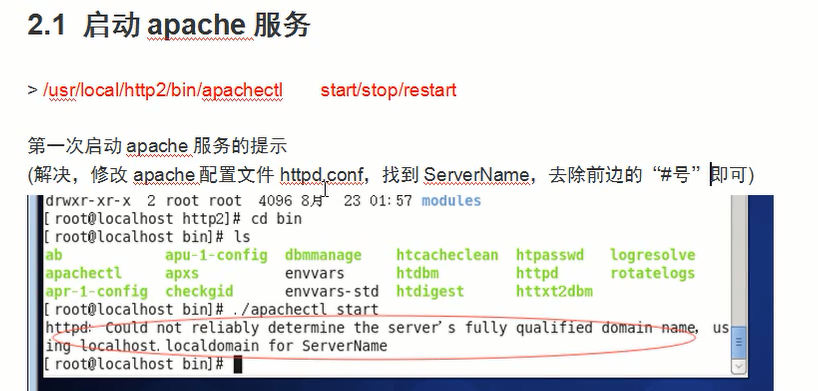 2.1 启动 apache 服务
> /usr/local/http2/bin/apachectl start/stop/restart
第一次启动 apache 服务的提示
(解决，修改 apache 配置文件 httpd.conf，找到 ServerName，去除前边的“#号”即可)
drwxr-xr-x 2 root root 4096 8月 23 01:57 modules
[root@localhost http2]# cd bin
[root@localhost bin]# ls
ab apu-1-config dbmmanage htcacheclean htpasswd logresolve
apachectl apxs envvars htdbm httpd rotatelogs
apr-1-config checkgid envvars-std htdigest httxt2dbm
[root@localhost bin]# ./apachectl start
httpd: Could not reliably determine the server's fully qualified domain name, us
ing localhost.localdomain for ServerName
[root@localhost bin]#